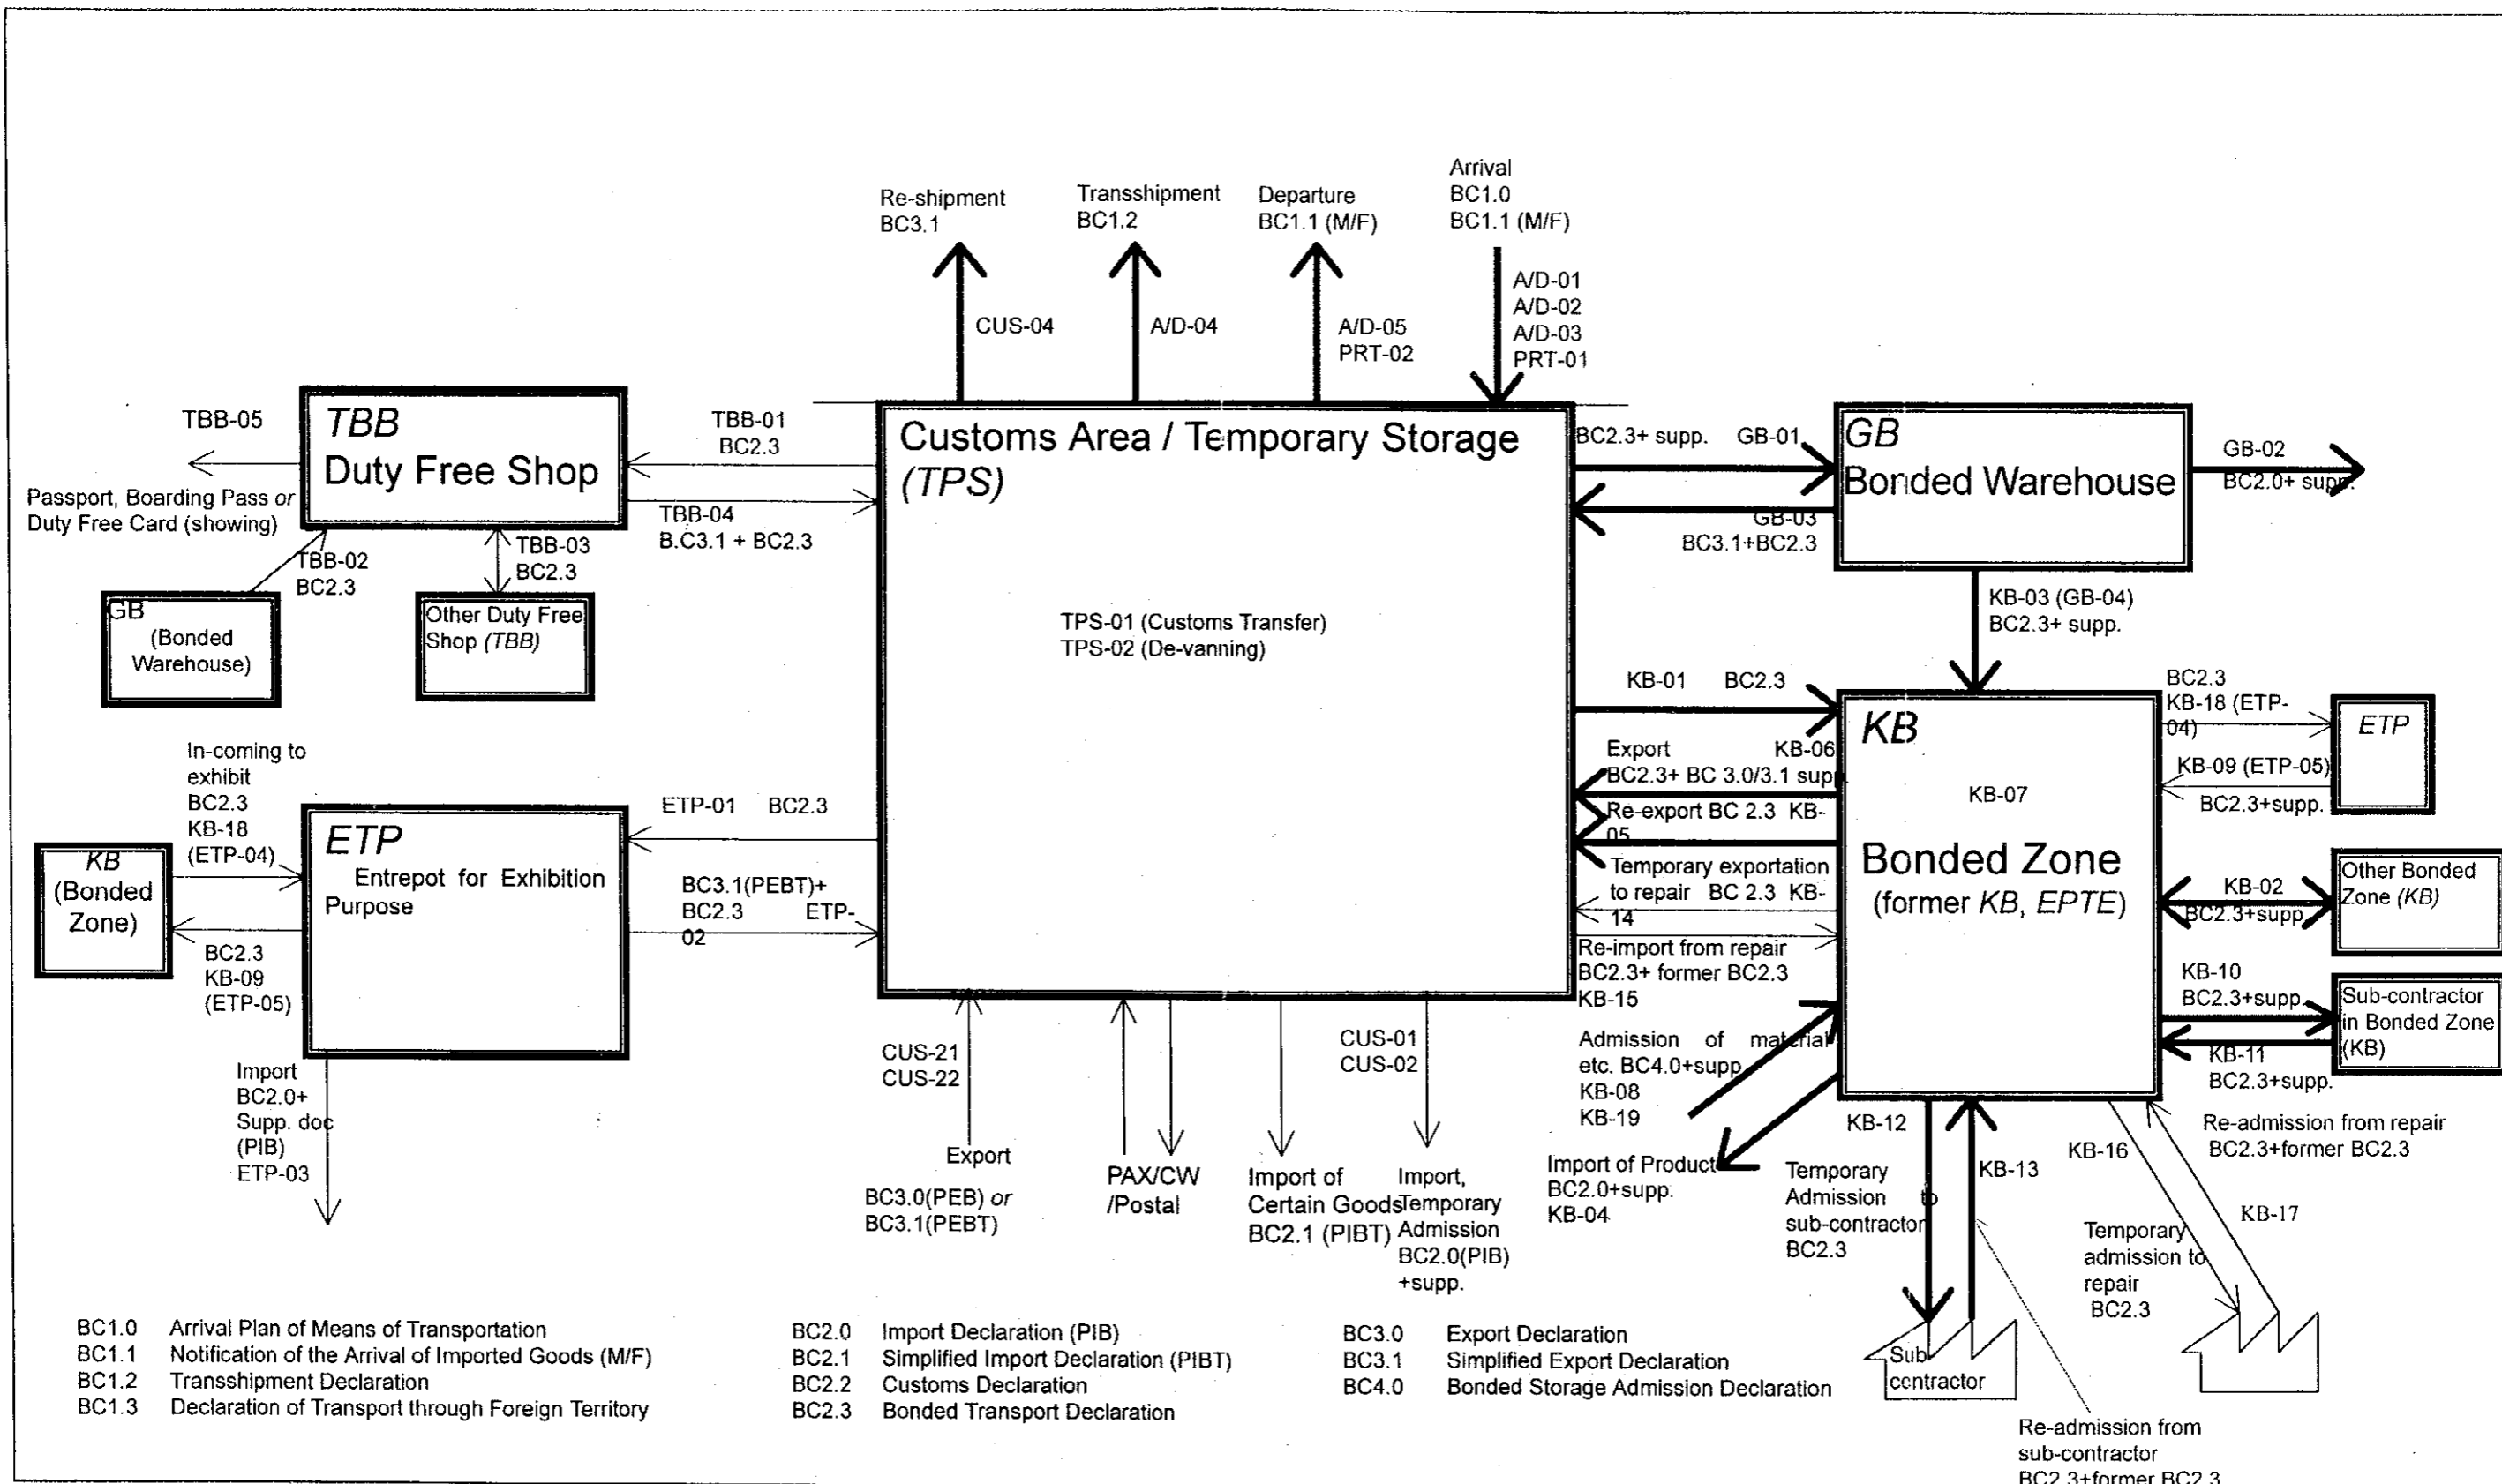 Arrival
BC1.0
BC1.1 (M/F)
Re-shipment
BC3.1
Transshipment
BC1.2
Departure
BC1.1 (M/F)
CUS-04
A/D-04
A/D-05
PRT-02
A/D-01
A/D-02
A/D-03
PRT-01
TBB-05
Passport, Boarding Pass or
Duty Free Card (showing)
TBB
Duty Free Shop
TBB-01
BC2.3
TBB-04
B.C3.1 + BC2.3
TBB-02
BC2.3
TBB-03
BC2.3
GB
(Bonded
Warehouse)
Other Duty Free
Shop (TBB)
Customs Area / Temporary Storage
(TPS)
TPS-01 (Customs Transfer)
TPS-02 (De-vanning)
BC2.3+ supp. GB-01
GB-03
BC3.1+BC2.3
GB
Bonded Warehouse
GB-02
BC2.0+ supp.
KB-03 (GB-04)
BC2.3+ supp.
KB-01 BC2.3
Export KB-06
BC2.3+ BC 3.0/3.1 supp.
Re-export BC 2.3 KB-
05
Temporary exportation
to repair BC 2.3 KB-
14
Re-import from repair
BC2.3+ former BC2.3
KB-15
Admission of material
etc. BC4.0+supp
KB-08
KB-19
Import of Product
BC2.0+supp.
KB-04
KB
KB-07
Bonded Zone
(former KB, EPTE)
BC2.3
KB-18 (ETP-
04)
KB-09 (ETP-05)
BC2.3+supp.
ETP
KB-02
BC2.3+supp.
Other Bonded
Zone (KB)
KB-10
BC2.3+supp.
KB-11
BC2.3+supp.
Sub-contractor
in Bonded Zone
(KB)
In-coming to
exhibit
BC2.3
KB-18
(ETP-04)
KB
(Bonded
Zone)
BC2.3
KB-09
(ETP-05)
ETP
Entrepot for Exhibition
Purpose
ETP-01 BC2.3
BC3.1(PEBT)+
BC2.3 ETP-
02
Import
BC2.0+
Supp. doc
(PIB)
ETP-03
CUS-21
CUS-22
Export
BC3.0(PEB) or
BC3.1(PEBT)
PAX/CW
/Postal
Import of
Certain Goods
BC2.1 (PIBT)
CUS-01
CUS-02
Import,
Temporary
Admission
BC2.0(PIB)
+supp.
KB-12
Temporary
Admission to
sub-contractor
BC2.3
KB-13
KB-16
Temporary
admission to
repair
BC2.3
Re-admission from repair
BC2.3+former BC2.3
KB-17
Sub
contractor
Re-admission from
sub-contractor
BC2.3+former BC2.3
BC1.0 Arrival Plan of Means of Transportation
BC1.1 Notification of the Arrival of Imported Goods (M/F)
BC1.2 Transshipment Declaration
BC1.3 Declaration of Transport through Foreign Territory
BC2.0 Import Declaration (PIB)
BC2.1 Simplified Import Declaration (PIBT)
BC2.2 Customs Declaration
BC2.3 Bonded Transport Declaration
BC3.0 Export Declaration
BC3.1 Simplified Export Declaration
BC4.0 Bonded Storage Admission Declaration